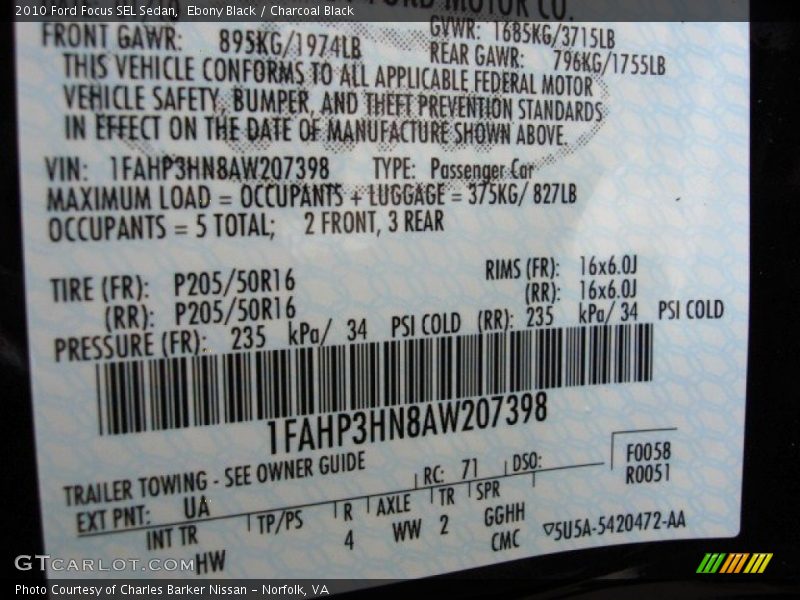 2010 Ford Focus SEL Sedan, Ebony Black / Charcoal Black
FORD MOTOR CO.
FRONT GAWR: 895KG/1974LB GVWR: 1685KG/3715LB
REAR GAWR: 796KG/1755LB
THIS VEHICLE CONFORMS TO ALL APPLICABLE FEDERAL MOTOR
VEHICLE SAFETY, BUMPER, AND THEFT PREVENTION STANDARDS
IN EFFECT ON THE DATE OF MANUFACTURE SHOWN ABOVE.
VIN: 1FAHP3HN8AW207398 TYPE: Passenger Car
MAXIMUM LOAD = OCCUPANTS + LUGGAGE = 375KG/ 827LB
OCCUPANTS = 5 TOTAL; 2 FRONT, 3 REAR
TIRE (FR): P205/50R16 RIMS (FR): 16x6.0J
(RR): P205/50R16 (RR): 16x6.0J
PRESSURE (FR): 235 kPa/ 34 PSI COLD (RR): 235 kPa/ 34 PSI COLD
1FAHP3HN8AW207398
TRAILER TOWING - SEE OWNER GUIDE
RC: 71 DSO: F0058
R0051
EXT PNT: UA
INT TR TP/PS R AXLE TR SPR
HW 4 WW 2 GGHH
CMC
▽5U5A-5420472-AA
GTCARLOT.COM
Photo Courtesy of Charles Barker Nissan - Norfolk, VA